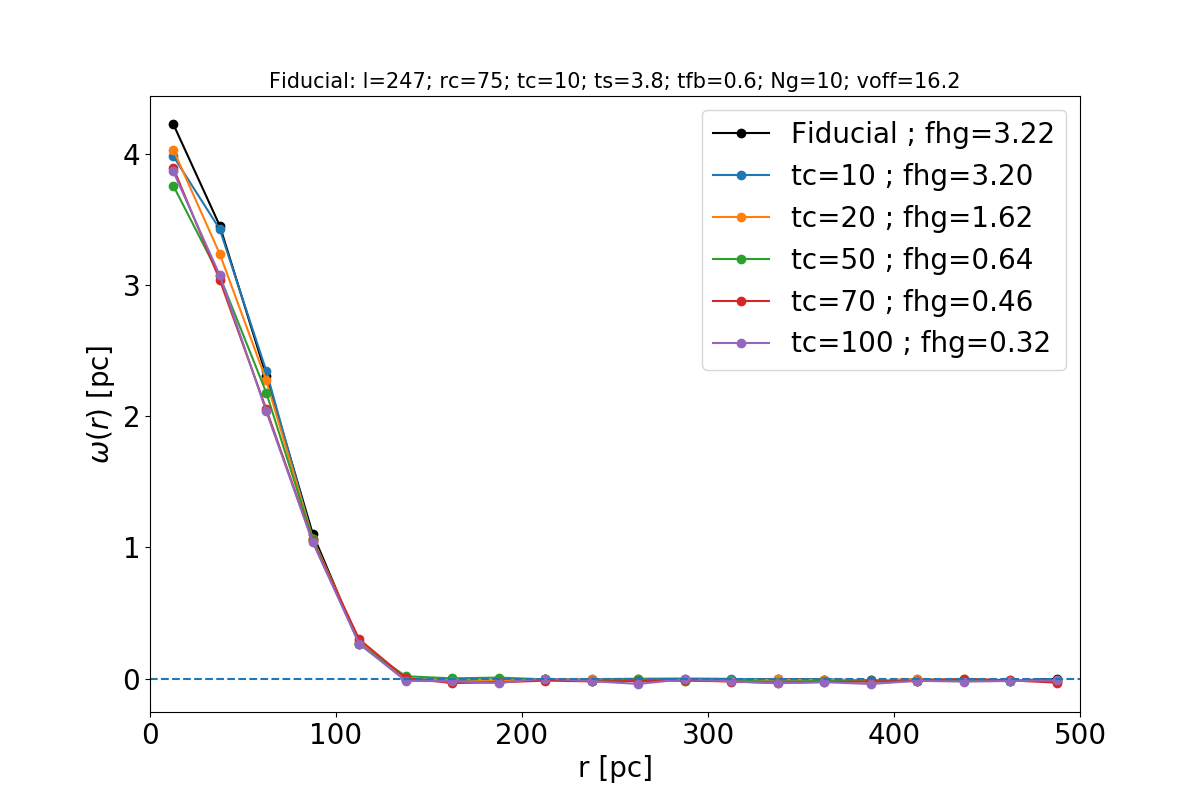 Fiducial: l=247; rc=75; tc=10; ts=3.8; tfb=0.6; Ng=10; voff=16.2
Fiducial ; fhg=3.22
tc=10 ; fhg=3.20
tc=20 ; fhg=1.62
tc=50 ; fhg=0.64
tc=70 ; fhg=0.46
tc=100 ; fhg=0.32
4
3
2
1
0
ω(r) [pc]
0 100 200 300 400 500
r [pc]